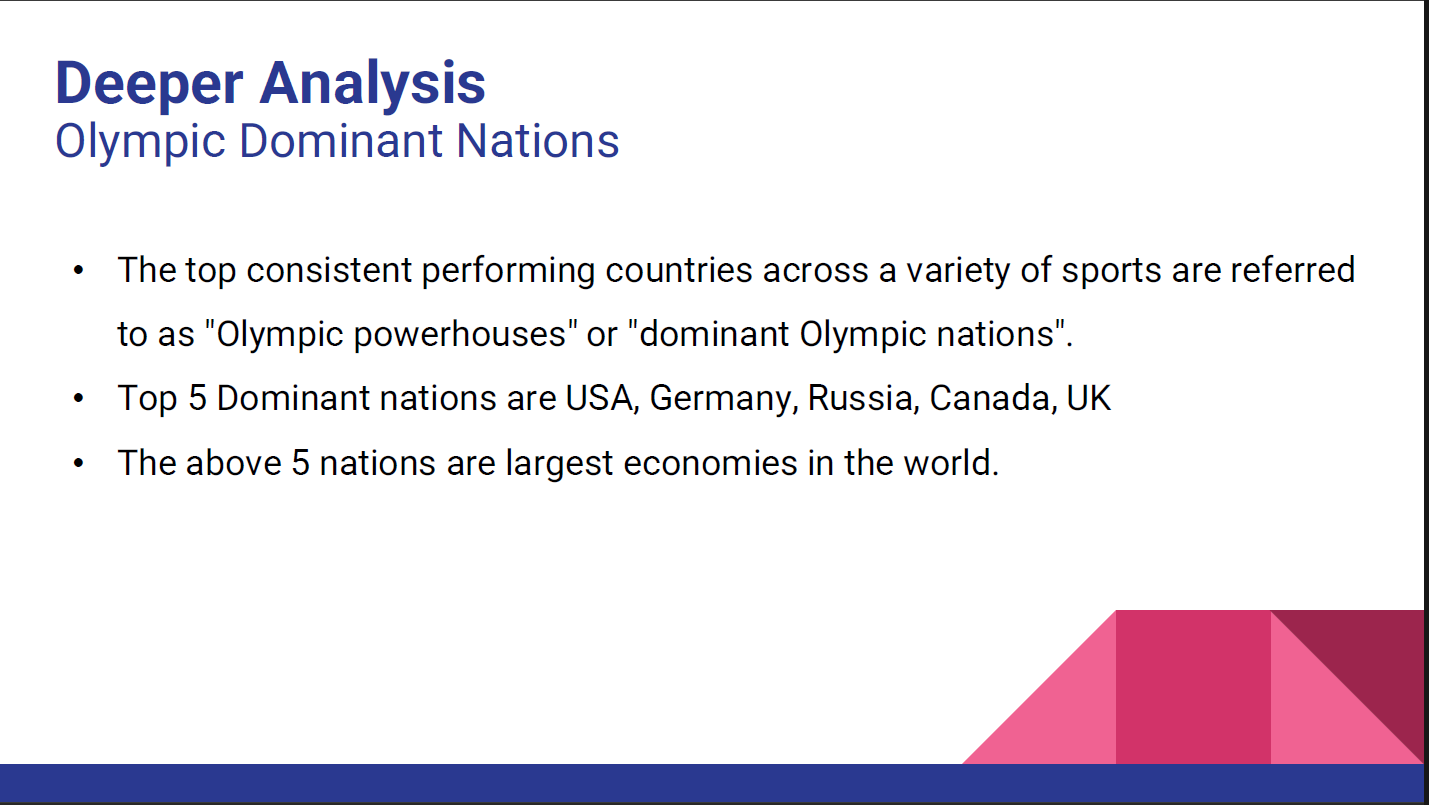 Deeper Analysis
Olympic Dominant Nations
• The top consistent performing countries across a variety of sports are referred
to as "Olympic powerhouses" or "dominant Olympic nations".
• Top 5 Dominant nations are USA, Germany, Russia, Canada, UK
• The above 5 nations are largest economies in the world.